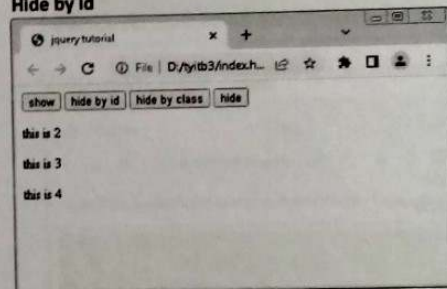 Hide by id
jquery tutorial
File | D:/tyitb3/index.h...
show hide by id hide by class hide
this is 2
this is 3
this is 4